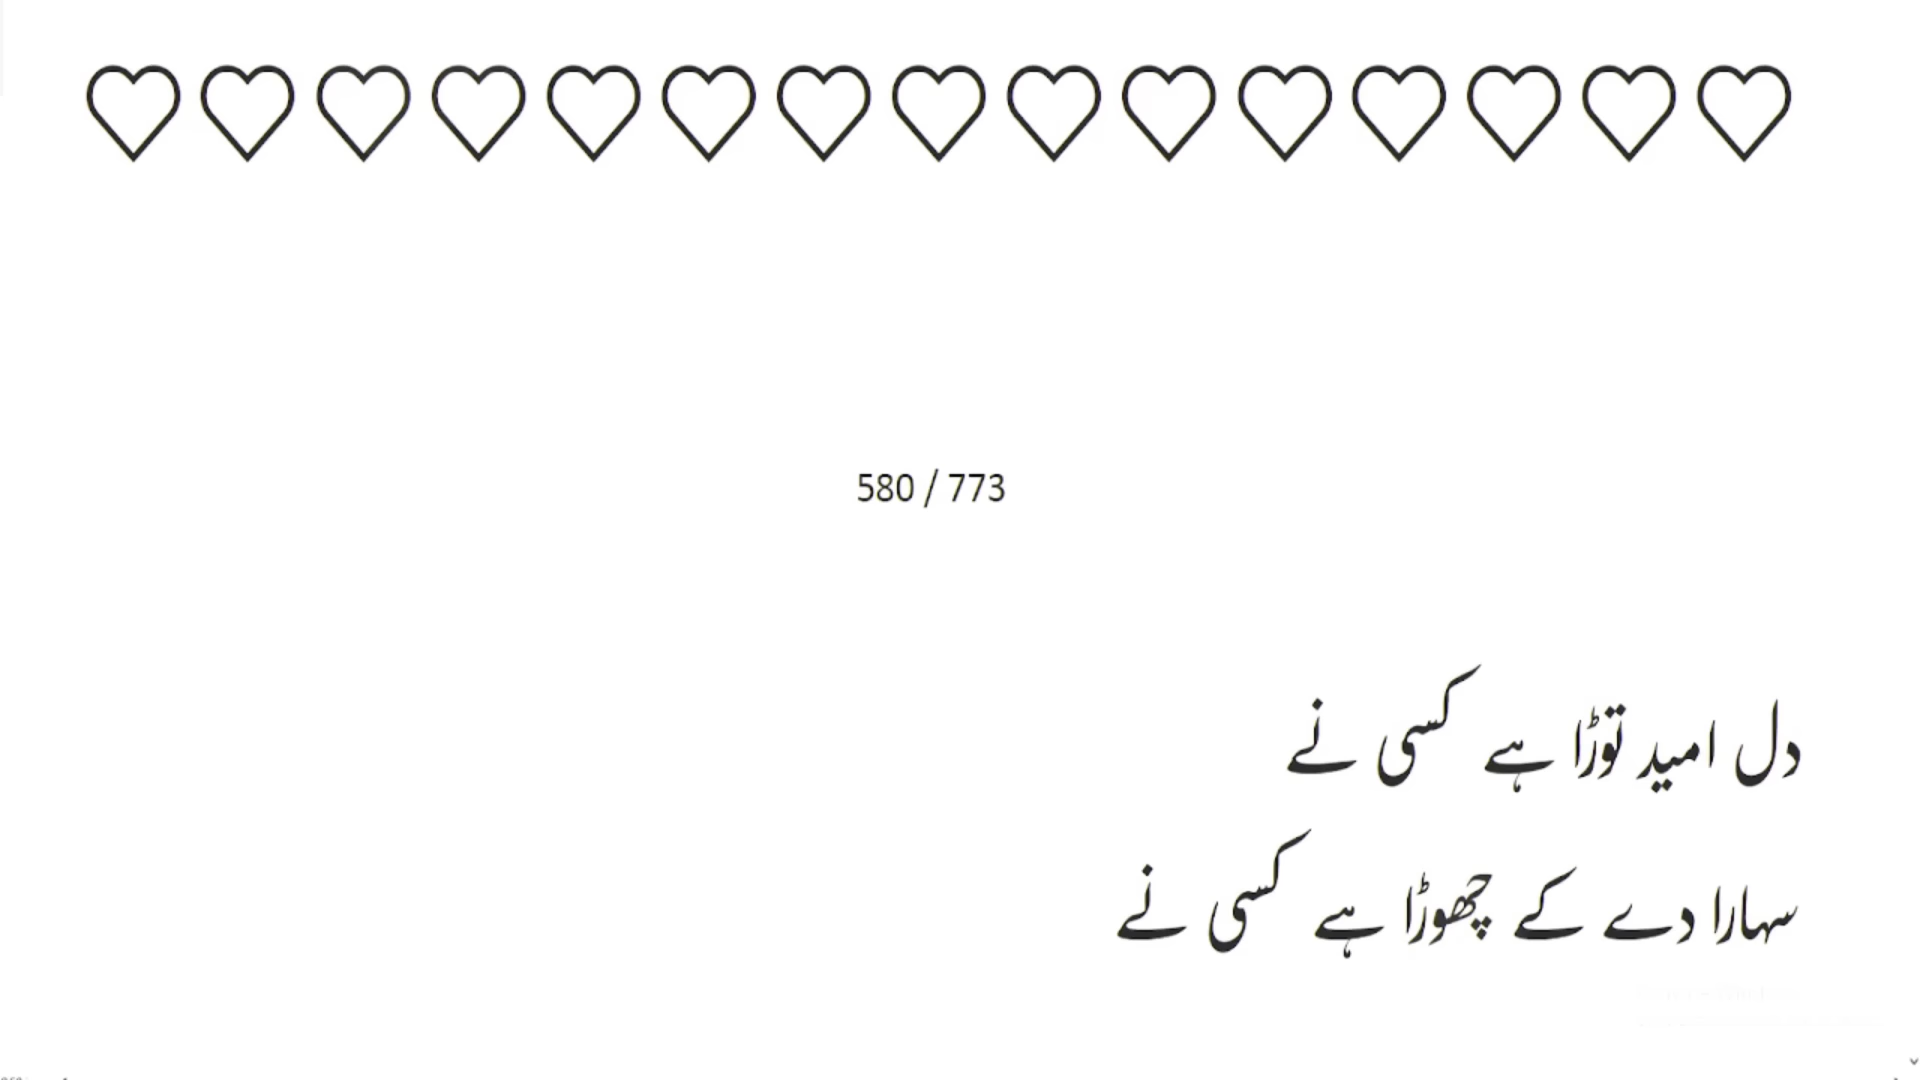 ♡♡♡♡♡♡♡♡♡♡♡♡♡♡♡
580 / 773
دل امید توڑا ہے کسی نے
سہارا دے کے چھوڑا ہے کسی نے